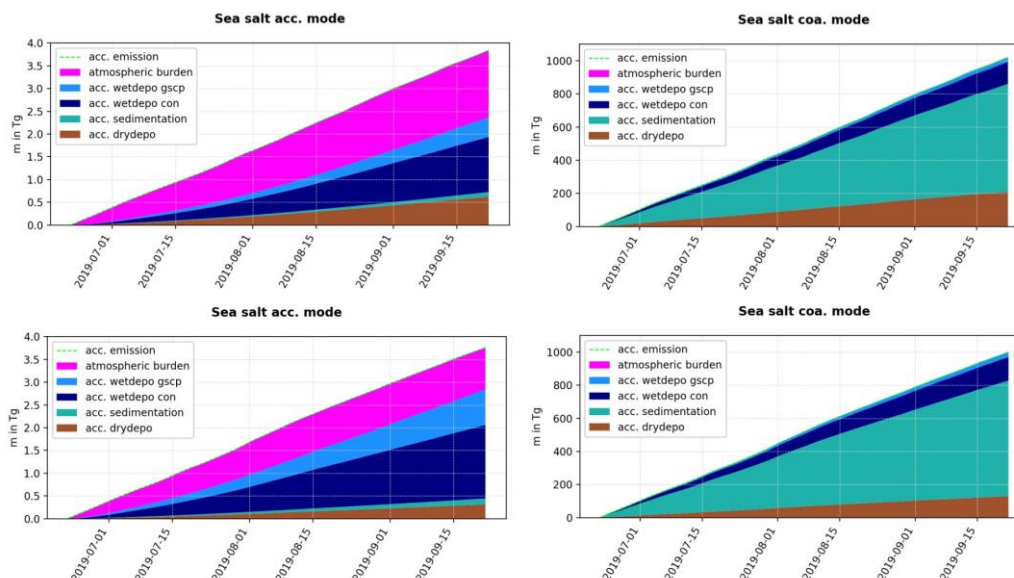 Sea salt acc. mode
4.0
3.5
3.0
2.5
2.0
1.5
1.0
0.5
0.0
m in Tg
acc. emission
atmospheric burden
acc. wetdepo gscp
acc. wetdepo con
acc. sedimentation
acc. drydepo
2019-07-01
2019-07-15
2019-08-01
2019-08-15
2019-09-01
2019-09-15
Sea salt coa. mode
1000
800
600
400
200
0
m in Tg
acc. emission
atmospheric burden
acc. wetdepo gscp
acc. wetdepo con
acc. sedimentation
acc. drydepo
2019-07-01
2019-07-15
2019-08-01
2019-08-15
2019-09-01
2019-09-15
Sea salt acc. mode
4.0
3.5
3.0
2.5
2.0
1.5
1.0
0.5
0.0
m in Tg
acc. emission
atmospheric burden
acc. wetdepo gscp
acc. wetdepo con
acc. sedimentation
acc. drydepo
2019-07-01
2019-07-15
2019-08-01
2019-08-15
2019-09-01
2019-09-15
Sea salt coa. mode
1000
800
600
400
200
0
m in Tg
acc. emission
atmospheric burden
acc. wetdepo gscp
acc. wetdepo con
acc. sedimentation
acc. drydepo
2019-07-01
2019-07-15
2019-08-01
2019-08-15
2019-09-01
2019-09-15